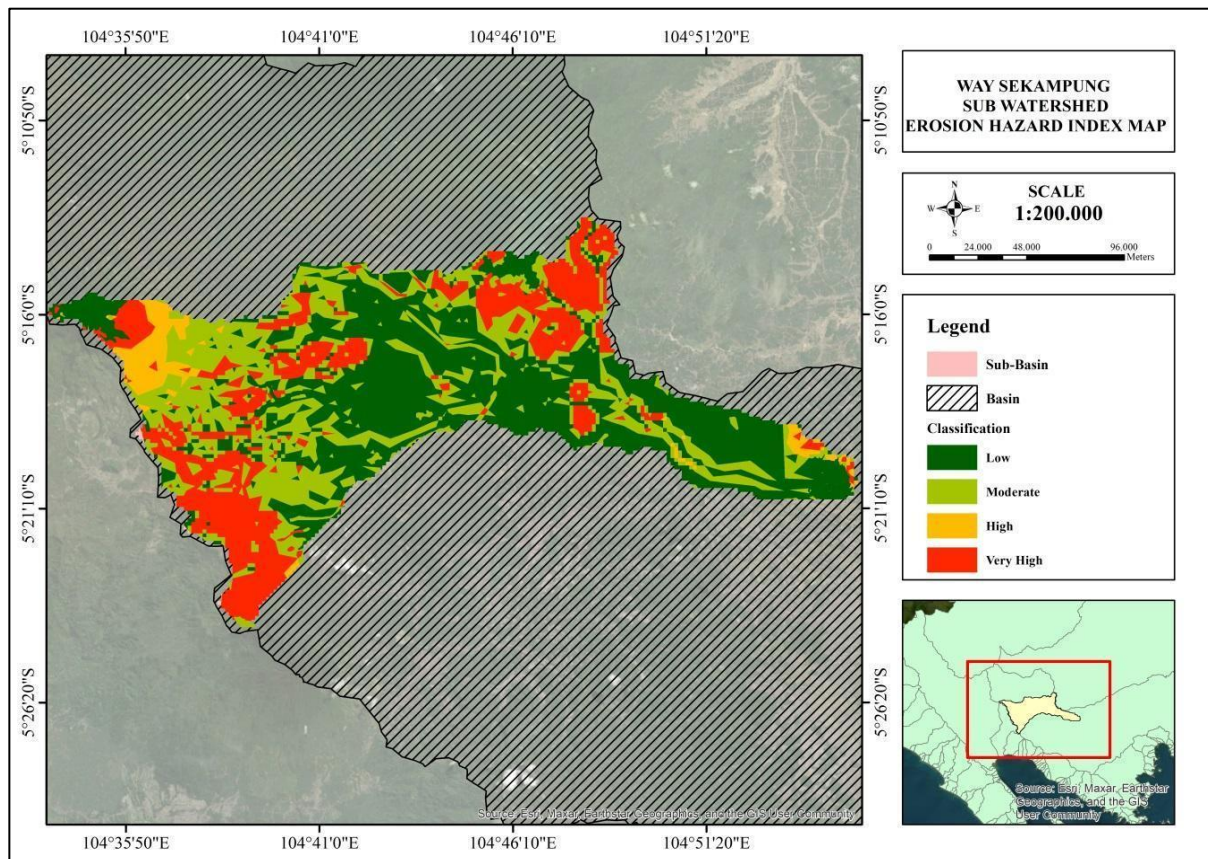 104°35'50"E 104°41'0"E 104°46'10"E 104°51'20"E
5°10'50"S
5°16'0"S
5°21'10"S
5°26'20"S
Source: Esri, Maxar, Earthstar Geographics, and the GIS User Community
104°35'50"E 104°41'0"E 104°46'10"E 104°51'20"E
5°10'50"S
5°16'0"S
5°21'10"S
5°26'20"S
WAY SEKAMPUNG
SUB WATERSHED
EROSION HAZARD INDEX MAP
N
W E
S
SCALE
1:200.000
0 24,000 48,000 96,000
Meters
Legend
Sub-Basin
Basin
Classification
Low
Moderate
High
Very High
Source: Esri, Maxar, Earthstar
Geographics, and the GIS
User Community